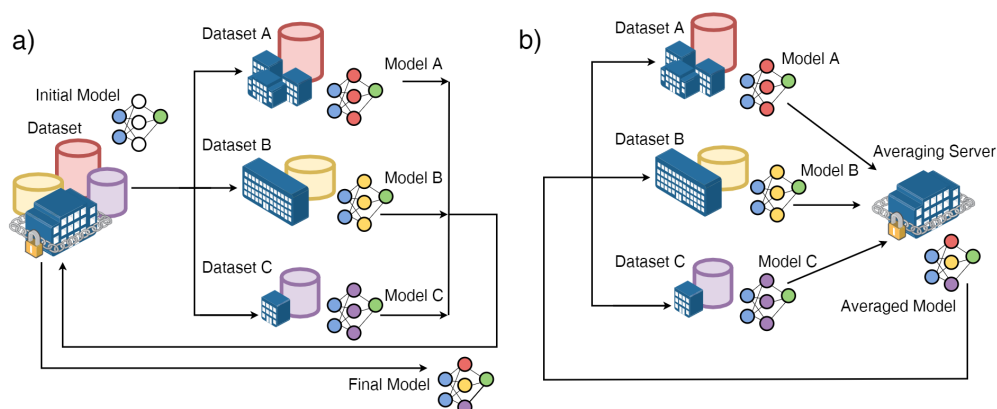 a)
Initial Model
Dataset
Dataset A
Model A
Dataset B
Model B
Dataset C
Model C
Final Model
b)
Dataset A
Model A
Dataset B
Model B
Averaging Server
Dataset C
Model C
Averaged Model